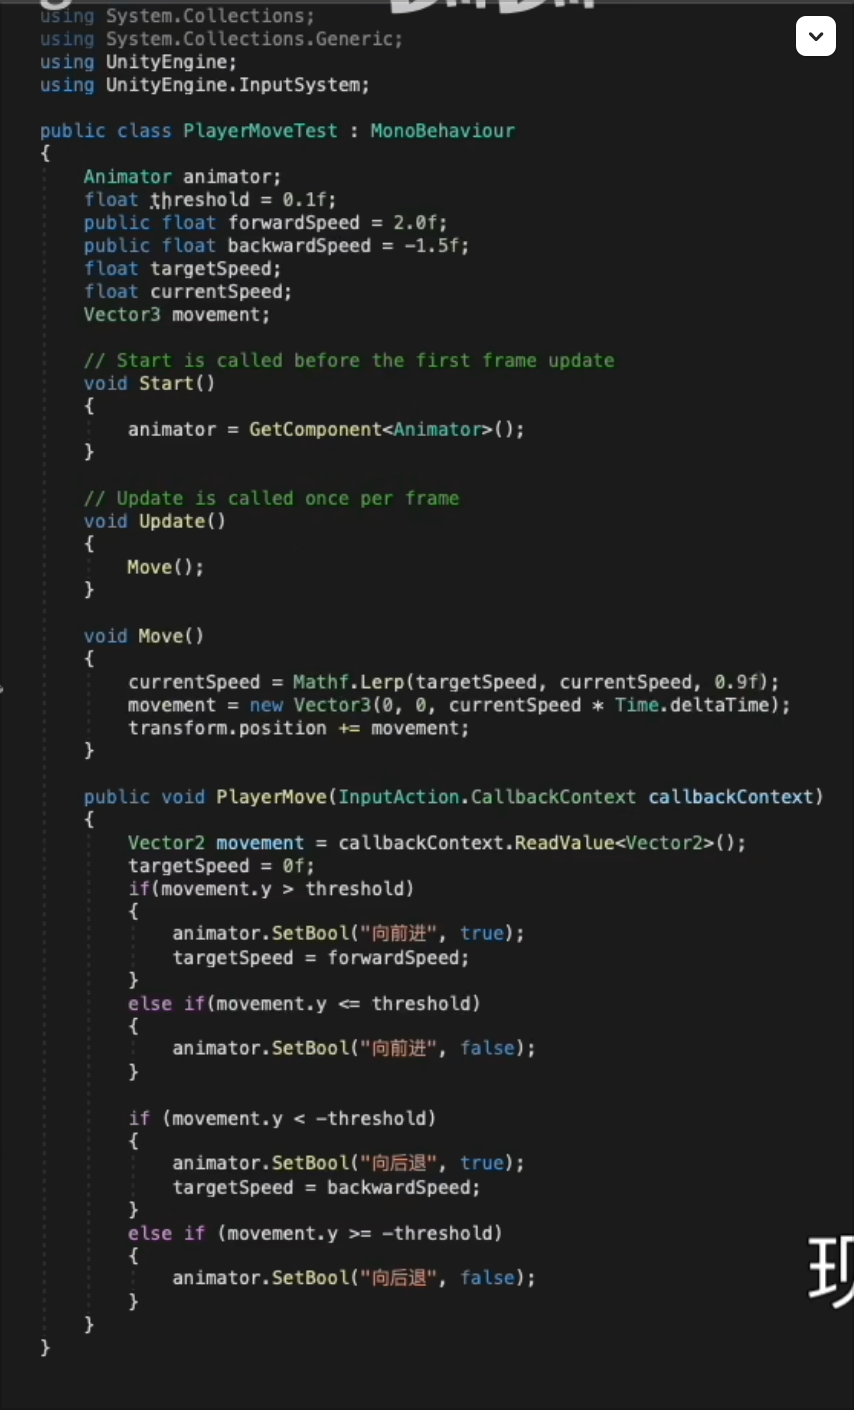 using System.Collections;
using System.Collections.Generic;
using UnityEngine;
using UnityEngine.InputSystem;

public class PlayerMoveTest : MonoBehaviour
{
    Animator animator;
    float threshold = 0.1f;
    public float forwardSpeed = 2.0f;
    public float backwardSpeed = -1.5f;
    float targetSpeed;
    float currentSpeed;
    Vector3 movement;

    // Start is called before the first frame update
    void Start()
    {
        animator = GetComponent<Animator>();
    }

    // Update is called once per frame
    void Update()
    {
        Move();
    }

    void Move()
    {
        currentSpeed = Mathf.Lerp(targetSpeed, currentSpeed, 0.9f);
        movement = new Vector3(0, 0, currentSpeed * Time.deltaTime);
        transform.position += movement;
    }

    public void PlayerMove(InputAction.CallbackContext callbackContext)
    {
        Vector2 movement = callbackContext.ReadValue<Vector2>();
        targetSpeed = 0f;
        if(movement.y > threshold)
        {
            animator.SetBool("向前进", true);
            targetSpeed = forwardSpeed;
        }
        else if(movement.y <= threshold)
        {
            animator.SetBool("向前进", false);
        }

        if (movement.y < -threshold)
        {
            animator.SetBool("向后退", true);
            targetSpeed = backwardSpeed;
        }
        else if (movement.y >= -threshold)
        {
            animator.SetBool("向后退", false);
        }
    }
}